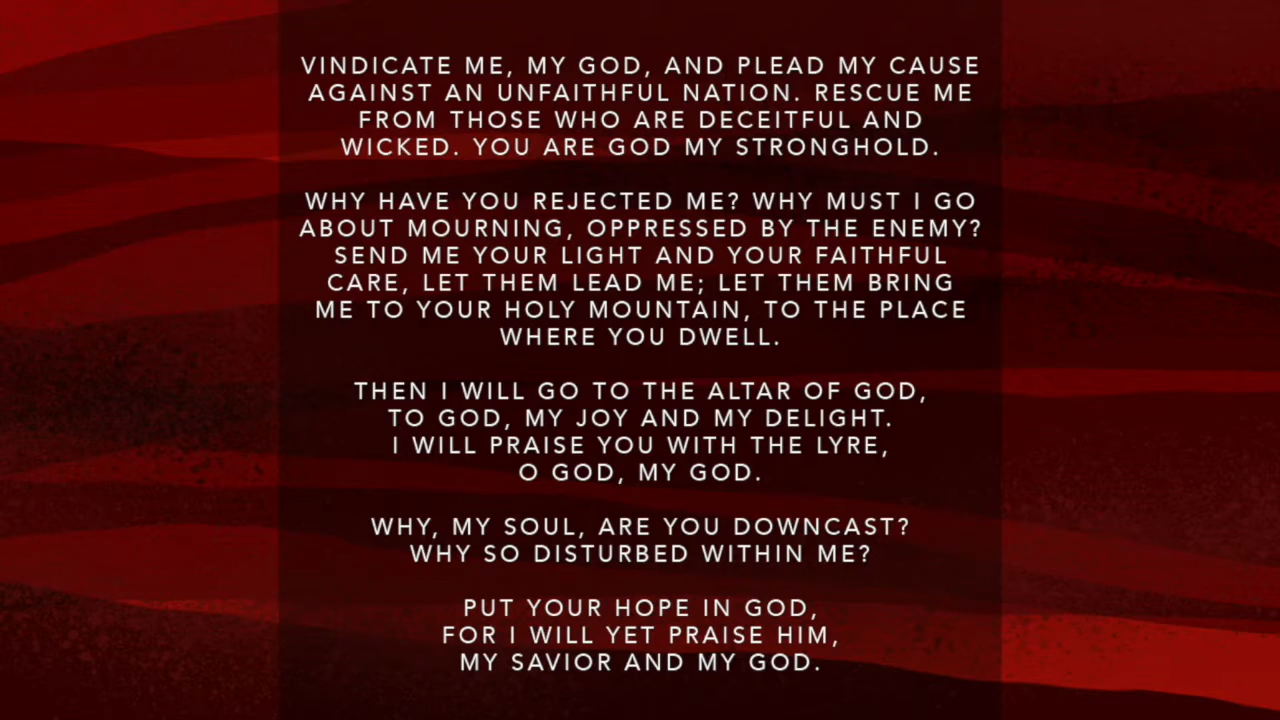 VINDICATE ME, MY GOD, AND PLEAD MY CAUSE
AGAINST AN UNFAITHFUL NATION. RESCUE ME
FROM THOSE WHO ARE DECEITFUL AND
WICKED. YOU ARE GOD MY STRONGHOLD.
WHY HAVE YOU REJECTED ME? WHY MUST I GO
ABOUT MOURNING, OPPRESSED BY THE ENEMY?
SEND ME YOUR LIGHT AND YOUR FAITHFUL
CARE, LET THEM LEAD ME; LET THEM BRING
ME TO YOUR HOLY MOUNTAIN, TO THE PLACE
WHERE YOU DWELL.
THEN I WILL GO TO THE ALTAR OF GOD,
TO GOD, MY JOY AND MY DELIGHT.
I WILL PRAISE YOU WITH THE LYRE,
O GOD, MY GOD.
WHY, MY SOUL, ARE YOU DOWNCAST?
WHY SO DISTURBED WITHIN ME?
PUT YOUR HOPE IN GOD,
FOR I WILL YET PRAISE HIM,
MY SAVIOR AND MY GOD.